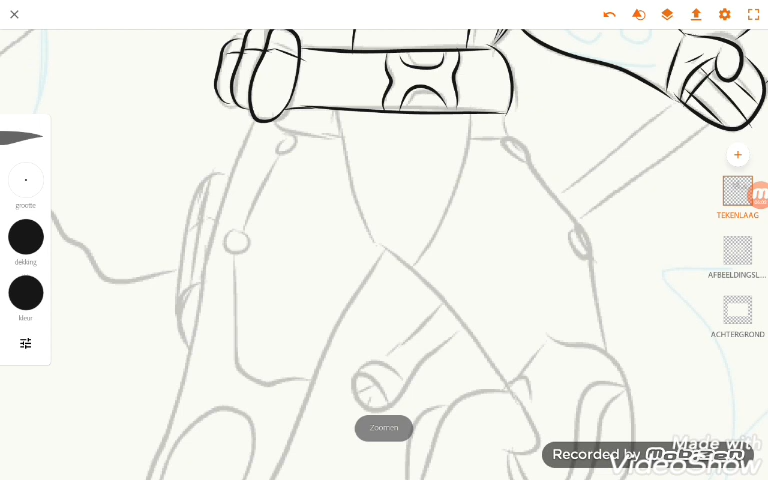 grootte
dekking
kleur
TEKENLAAG
AFBEELDINGSL...
ACHTERGROND
Zoomen
Made with
Recorded by Mobizen
VideoShow